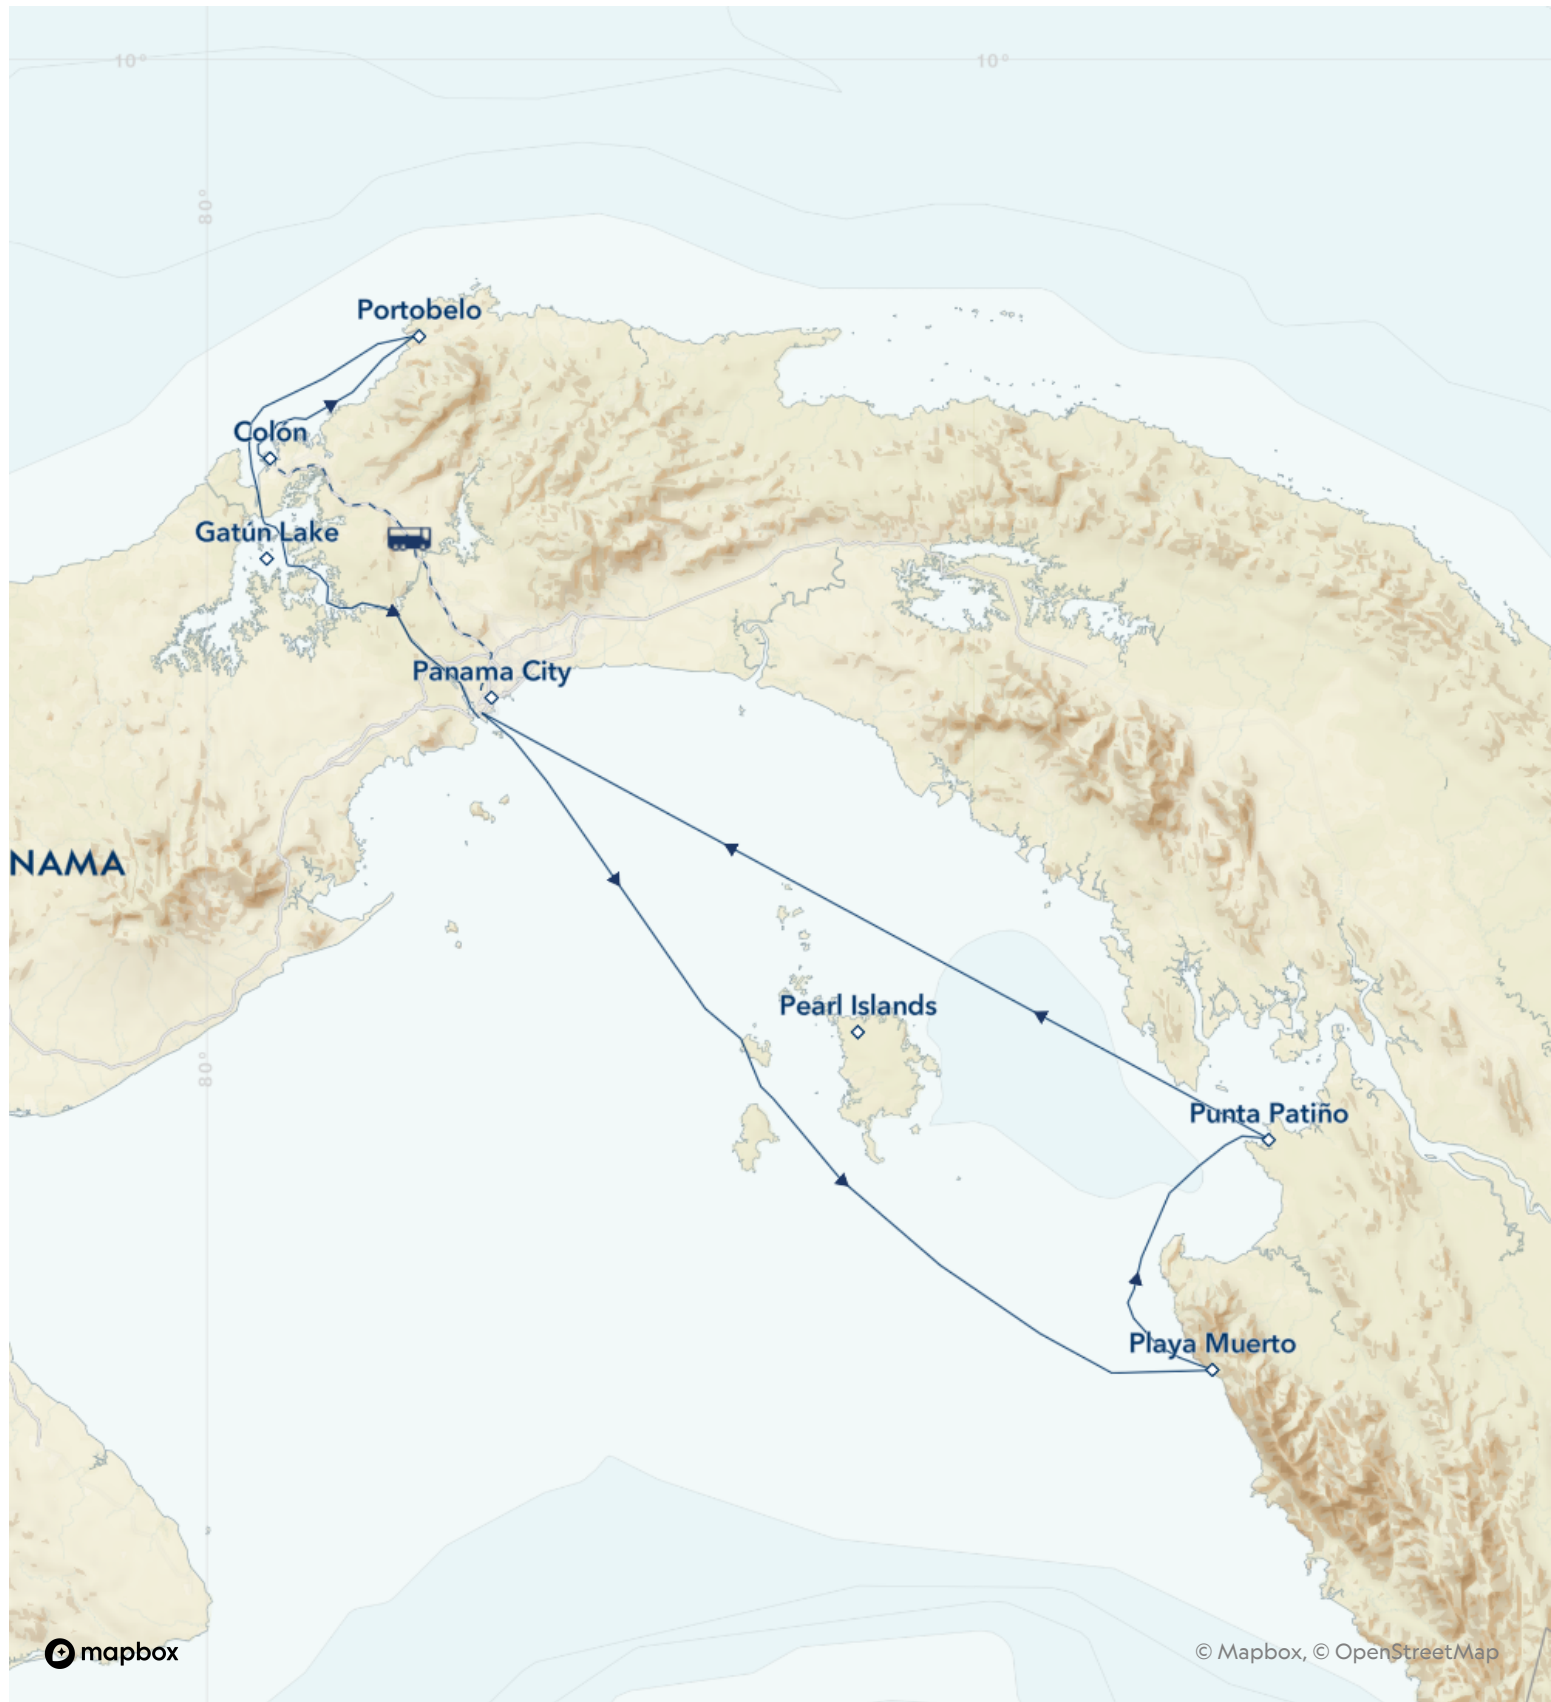 10°
10°
80°
Portobelo
Colón
Gatún Lake
Panama City
NAMA
Pearl Islands
80°
Punta Patiño
Playa Muerto
mapbox
© Mapbox, © OpenStreetMap